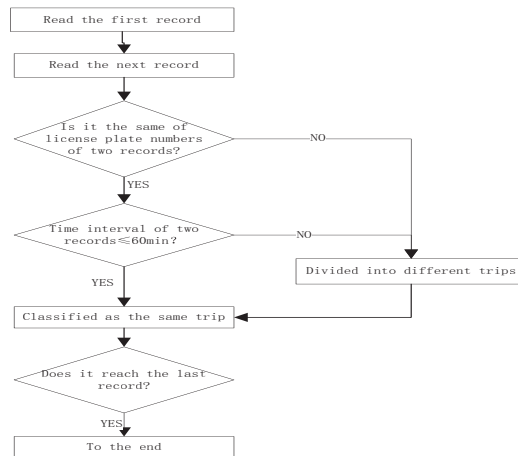 Read the first record
Read the next record
Is it the same of
license plate numbers
of two records?
NO
YES
Time interval of two
records≤60min?
NO
Divided into different trips
YES
Classified as the same trip
Does it reach the last
record?
YES
To the end